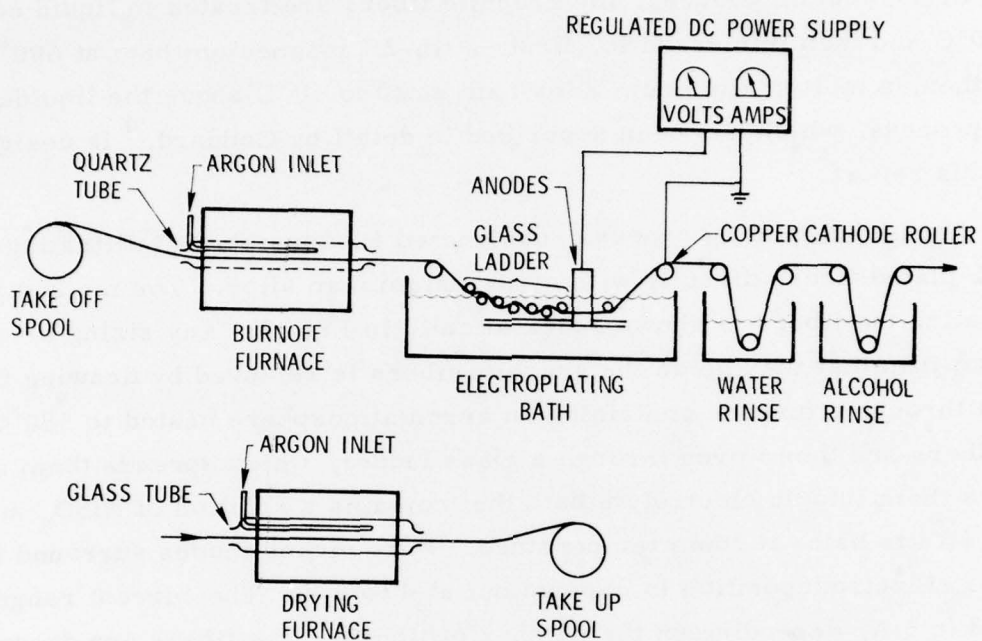 REGULATED DC POWER SUPPLY
VOLTS AMPS
QUARTZ
TUBE
ARGON INLET
ANODES
GLASS
LADDER
COPPER CATHODE ROLLER
TAKE OFF
SPOOL
BURNOFF
FURNACE
ELECTROPLATING
BATH
WATER
RINSE
ALCOHOL
RINSE
ARGON INLET
GLASS TUBE
DRYING
FURNACE
TAKE UP
SPOOL